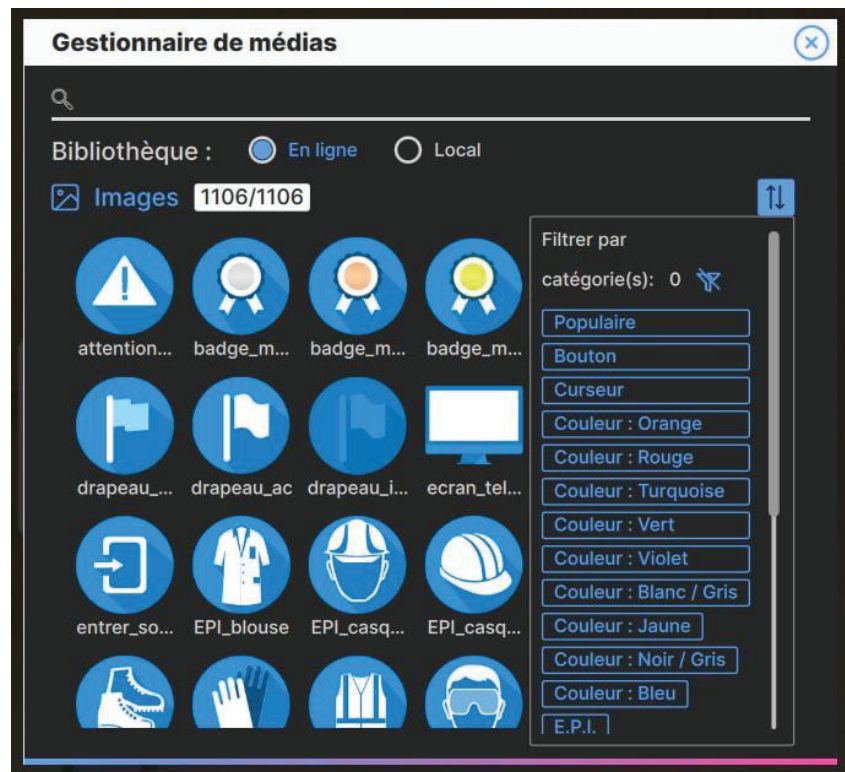 Gestionnaire de médias
Bibliothèque : En ligne Local
Images 1106/1106
Filtrer par
catégorie(s): 0
attention... badge_m... badge_m... badge_m...
drapeau_... drapeau_ac drapeau_i... ecran_tel...
entrer_so... EPI_blouse EPI_casq... EPI_casq...
Populaire
Bouton
Curseur
Couleur : Orange
Couleur : Rouge
Couleur : Turquoise
Couleur : Vert
Couleur : Violet
Couleur : Blanc / Gris
Couleur : Jaune
Couleur : Noir / Gris
Couleur : Bleu
E.P.I.